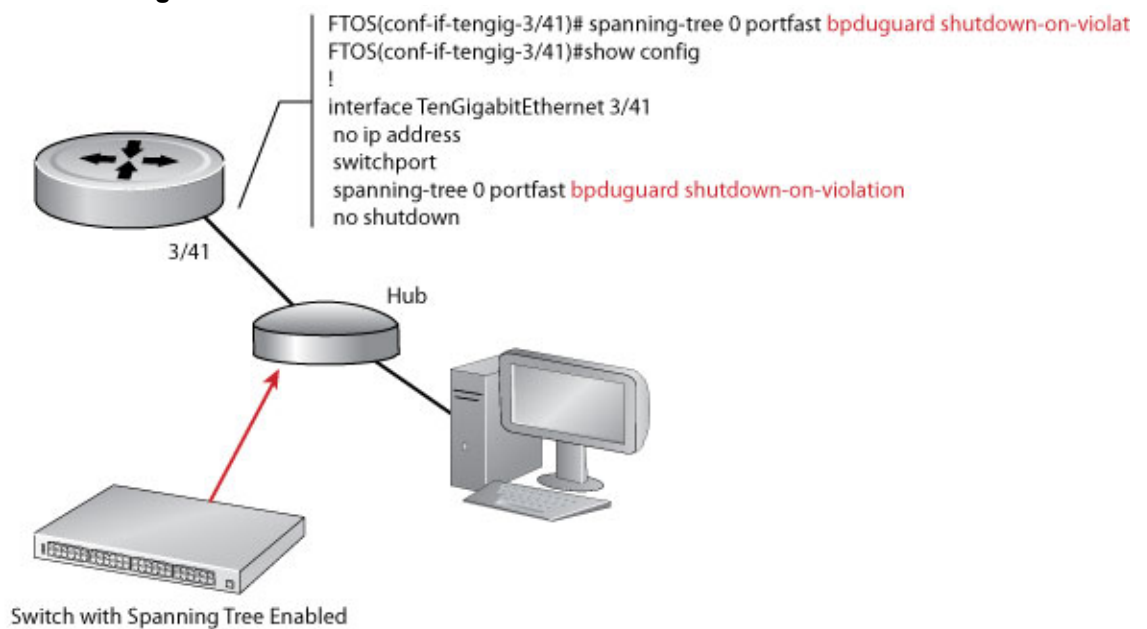 FTOS(conf-if-tengig-3/41)# spanning-tree 0 portfast bpduguard shutdown-on-violat
FTOS(conf-if-tengig-3/41)#show config
!
interface TenGigabitEthernet 3/41
no ip address
switchport
spanning-tree 0 portfast bpduguard shutdown-on-violation
no shutdown
3/41
Hub
Switch with Spanning Tree Enabled